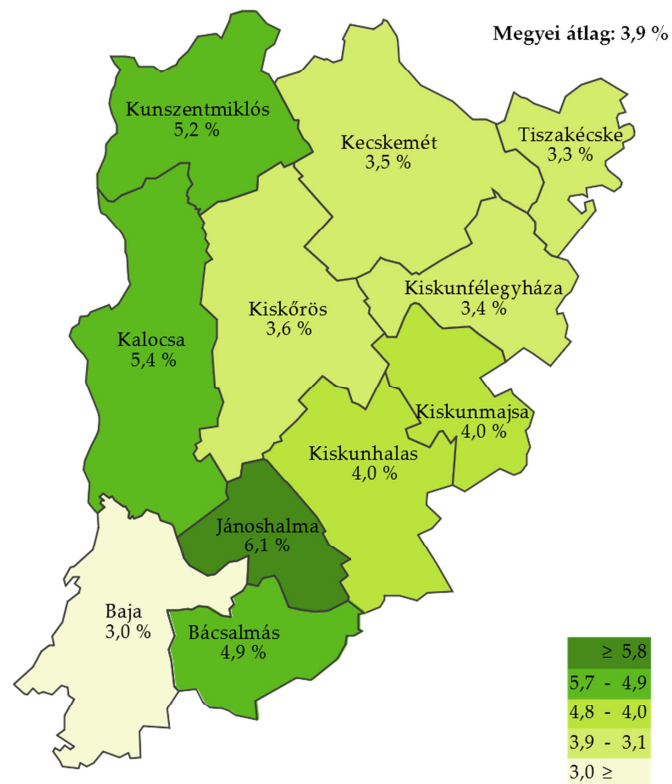 Megyei átlag: 3,9 %
Kunszentmiklós
5,2 %
Kecskemét
3,5 %
Tiszakécske
3,3 %
Kiskunfélegyháza
3,4 %
Kiskőrös
3,6 %
Kalocsa
5,4 %
Kiskunmajsa
4,0 %
Kiskunhalas
4,0 %
Jánoshalma
6,1 %
Baja
3,0 %
Bácsalmás
4,9 %
≥ 5,8
5,7 - 4,9
4,8 - 4,0
3,9 - 3,1
3,0 ≥